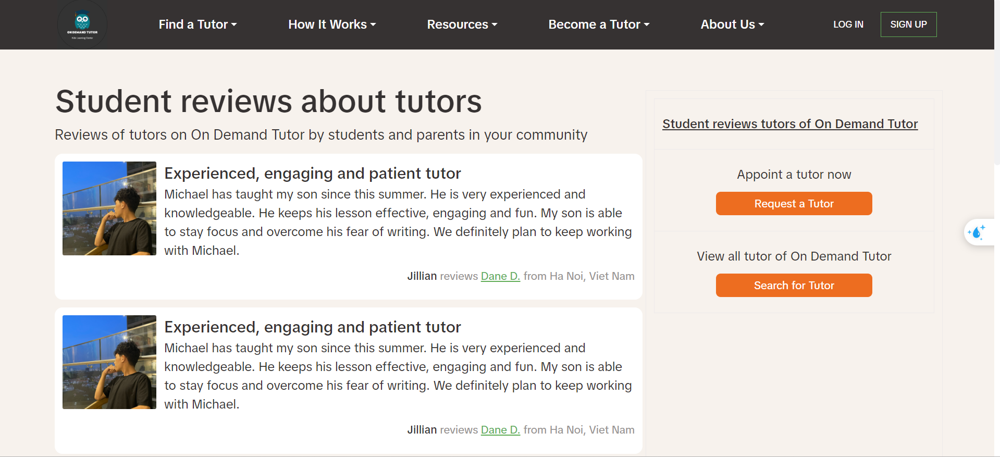 ON DEMAND TUTOR
Kids Learning Center
Find a Tutor
How It Works
Resources
Become a Tutor
About Us
LOG IN
SIGN UP
Student reviews about tutors
Reviews of tutors on On Demand Tutor by students and parents in your community
Experienced, engaging and patient tutor
Michael has taught my son since this summer. He is very experienced and
knowledgeable. He keeps his lesson effective, engaging and fun. My son is able
to stay focus and overcome his fear of writing. We definitely plan to keep working
with Michael.
Jillian reviews Dane D. from Ha Noi, Viet Nam
Experienced, engaging and patient tutor
Michael has taught my son since this summer. He is very experienced and
knowledgeable. He keeps his lesson effective, engaging and fun. My son is able
to stay focus and overcome his fear of writing. We definitely plan to keep working
with Michael.
Jillian reviews Dane D. from Ha Noi, Viet Nam
Student reviews tutors of On Demand Tutor
Appoint a tutor now
Request a Tutor
View all tutor of On Demand Tutor
Search for Tutor